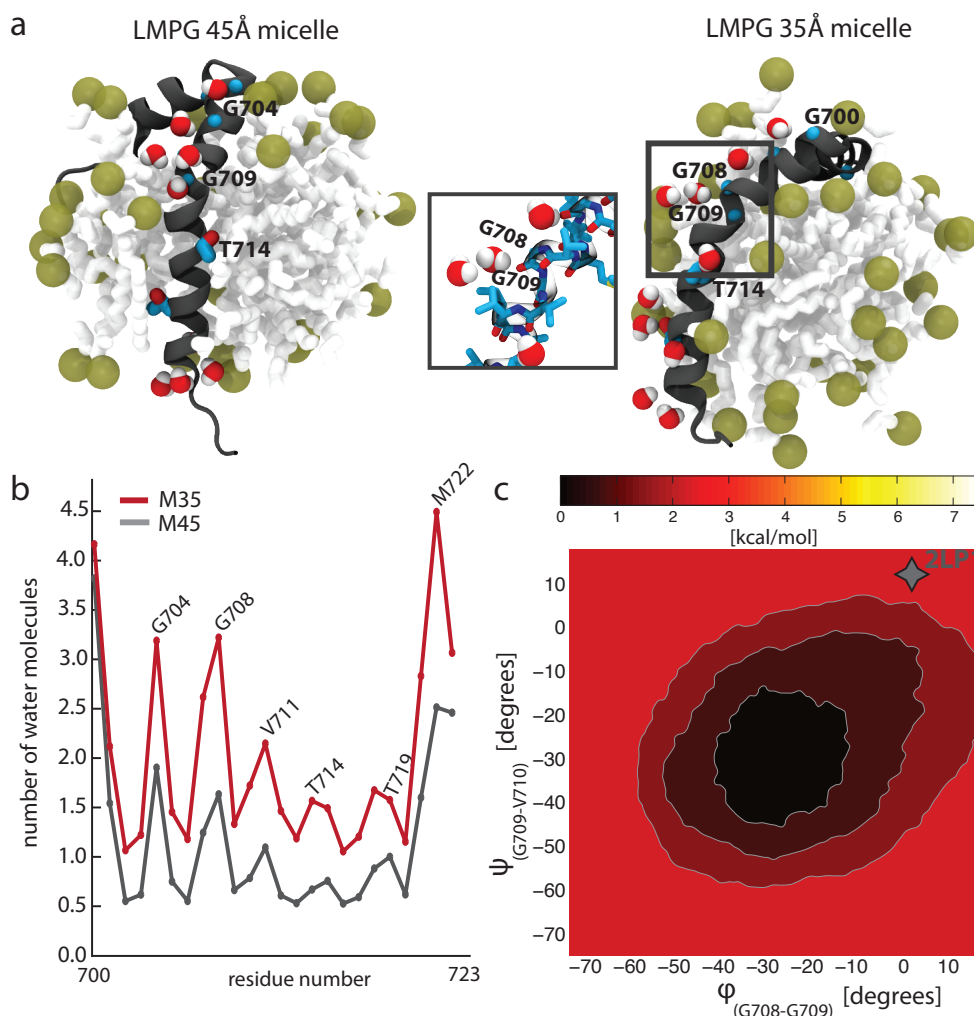 a
LMPG 45Å micelle
LMPG 35Å micelle
G704
G709
T714
G708
G709
G700
G708
G709
T714
b
M35
M45
number of water molecules
4.5
4.0
3.5
3.0
2.5
2.0
1.5
1.0
0.5
0.0
G704
G708
V711
T714
T719
M722
700
residue number
723
c
0 1 2 3 4 5 6 7
[kcal/mol]
2LP
ψ(G709-V710) [degrees]
10
0
−10
−20
−30
−40
−50
−60
−70
−70 −60 −50 −40 −30 −20 −10 0 10
φ(G708-G709) [degrees]